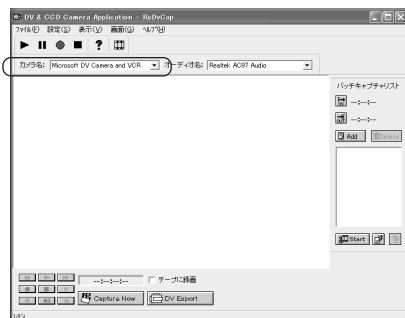 DV & CCD Camera Application - RsDvCap
ファイル(F) 設定(S) 表示(V) 画面(G) ヘルプ(H)
?
カメラ名: Microsoft DV Camera and VCR オーディオ名: Realtek AC97 Audio
バッチキャプチャリスト
--:--:--
--:--:--
Add Delete
Start
--:--:--:-- テープに録画
Capture Now DV Export
レディ